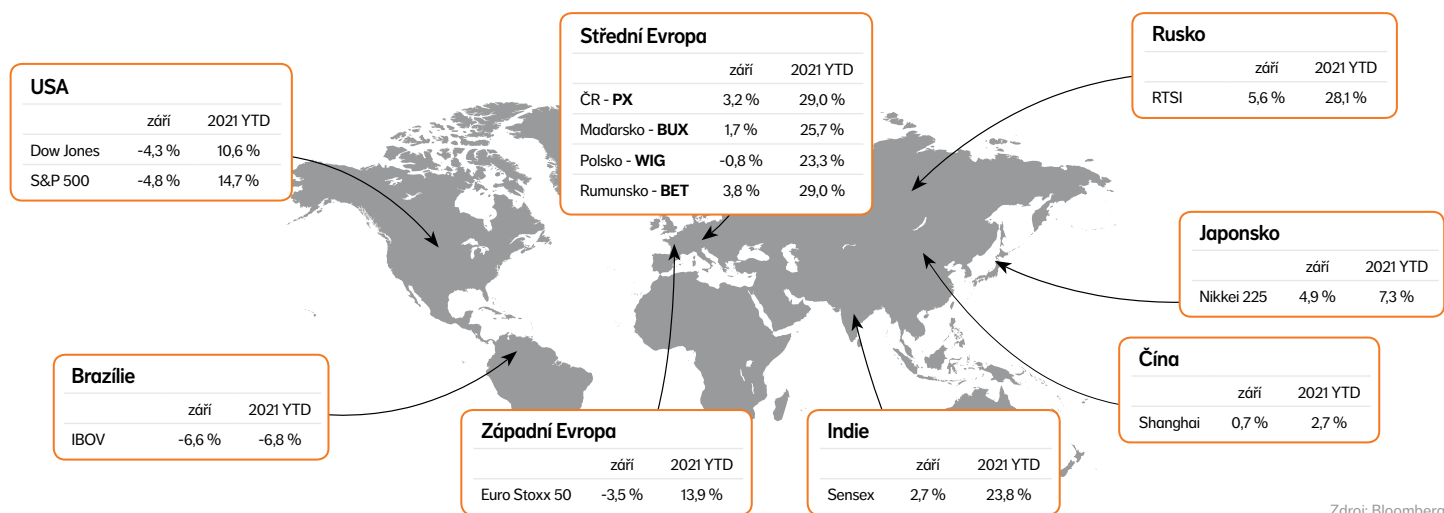 USA
září 2021 YTD
Dow Jones -4,3 % 10,6 %
S&P 500 -4,8 % 14,7 %
Střední Evropa
září 2021 YTD
ČR - PX 3,2 % 29,0 %
Maďarsko - BUX 1,7 % 25,7 %
Polsko - WIG -0,8 % 23,3 %
Rumunsko - BET 3,8 % 29,0 %
Rusko
září 2021 YTD
RTSI 5,6 % 28,1 %
Japonsko
září 2021 YTD
Nikkei 225 4,9 % 7,3 %
Čína
září 2021 YTD
Shanghai 0,7 % 2,7 %
Brazílie
září 2021 YTD
IBOV -6,6 % -6,8 %
Západní Evropa
září 2021 YTD
Euro Stoxx 50 -3,5 % 13,9 %
Indie
září 2021 YTD
Sensex 2,7 % 23,8 %
Zdroj: Bloomberg